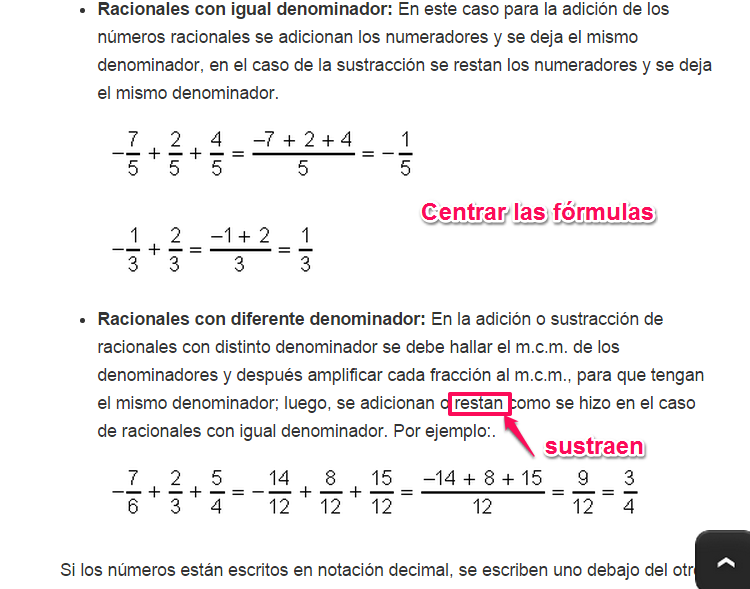 • Racionales con igual denominador: En este caso para la adición de los
números racionales se adicionan los numeradores y se deja el mismo
denominador, en el caso de la sustracción se restan los numeradores y se deja
el mismo denominador.
−7/5 + 2/5 + 4/5 = (−7 + 2 + 4)/5 = −1/5
Centrar las fórmulas
−1/3 + 2/3 = (−1 + 2)/3 = 1/3
• Racionales con diferente denominador: En la adición o sustracción de
racionales con distinto denominador se debe hallar el m.c.m. de los
denominadores y después amplificar cada fracción al m.c.m., para que tengan
el mismo denominador; luego, se adicionan o restan como se hizo en el caso
de racionales con igual denominador. Por ejemplo:.
sustraen
−7/6 + 2/3 + 5/4 = −14/12 + 8/12 + 15/12 = (−14 + 8 + 15)/12 = 9/12 = 3/4
Si los números están escritos en notación decimal, se escriben uno debajo del